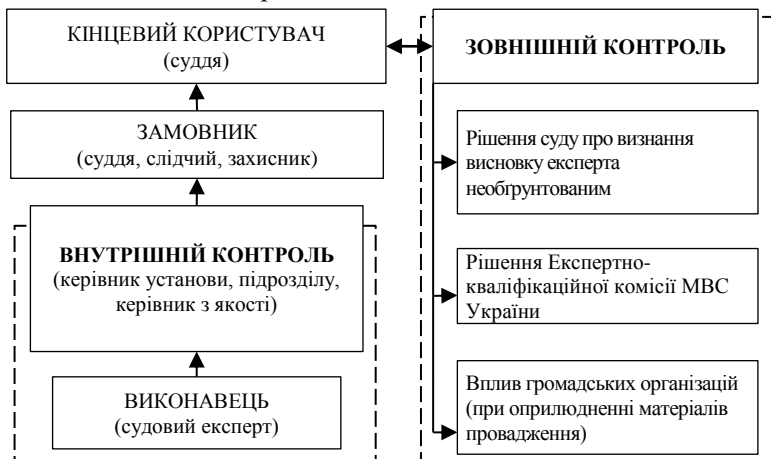 КІНЦЕВИЙ КОРИСТУВАЧ
(суддя)
ЗАМОВНИК
(суддя, слідчий, захисник)
ВНУТРІШНІЙ КОНТРОЛЬ
(керівник установи, підрозділу,
керівник з якості)
ВИКОНАВЕЦЬ
(судовий експерт)
ЗОВНІШНІЙ КОНТРОЛЬ
Рішення суду про визнання
висновку експерта
необґрунтованим
Рішення Експертно-
кваліфікаційної комісії МВС
України
Вплив громадських організацій
(при оприлюдненні матеріалів
провадження)